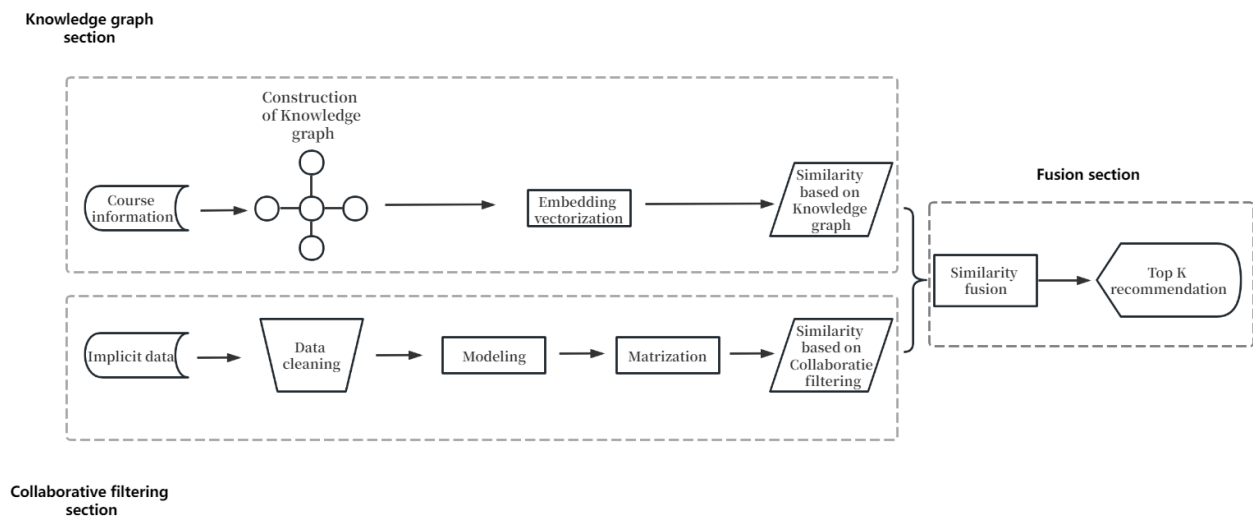 Knowledge graph
section
Construction
of Knowledge
graph
Course
information
Embedding
vectorization
Similarity
based on
Knowledge
graph
Fusion section
Similarity
fusion
Top K
recommendation
Implicit data
Data
cleaning
Modeling
Matrization
Similarity
based on
Collaboratie
filtering
Collaborative filtering
section